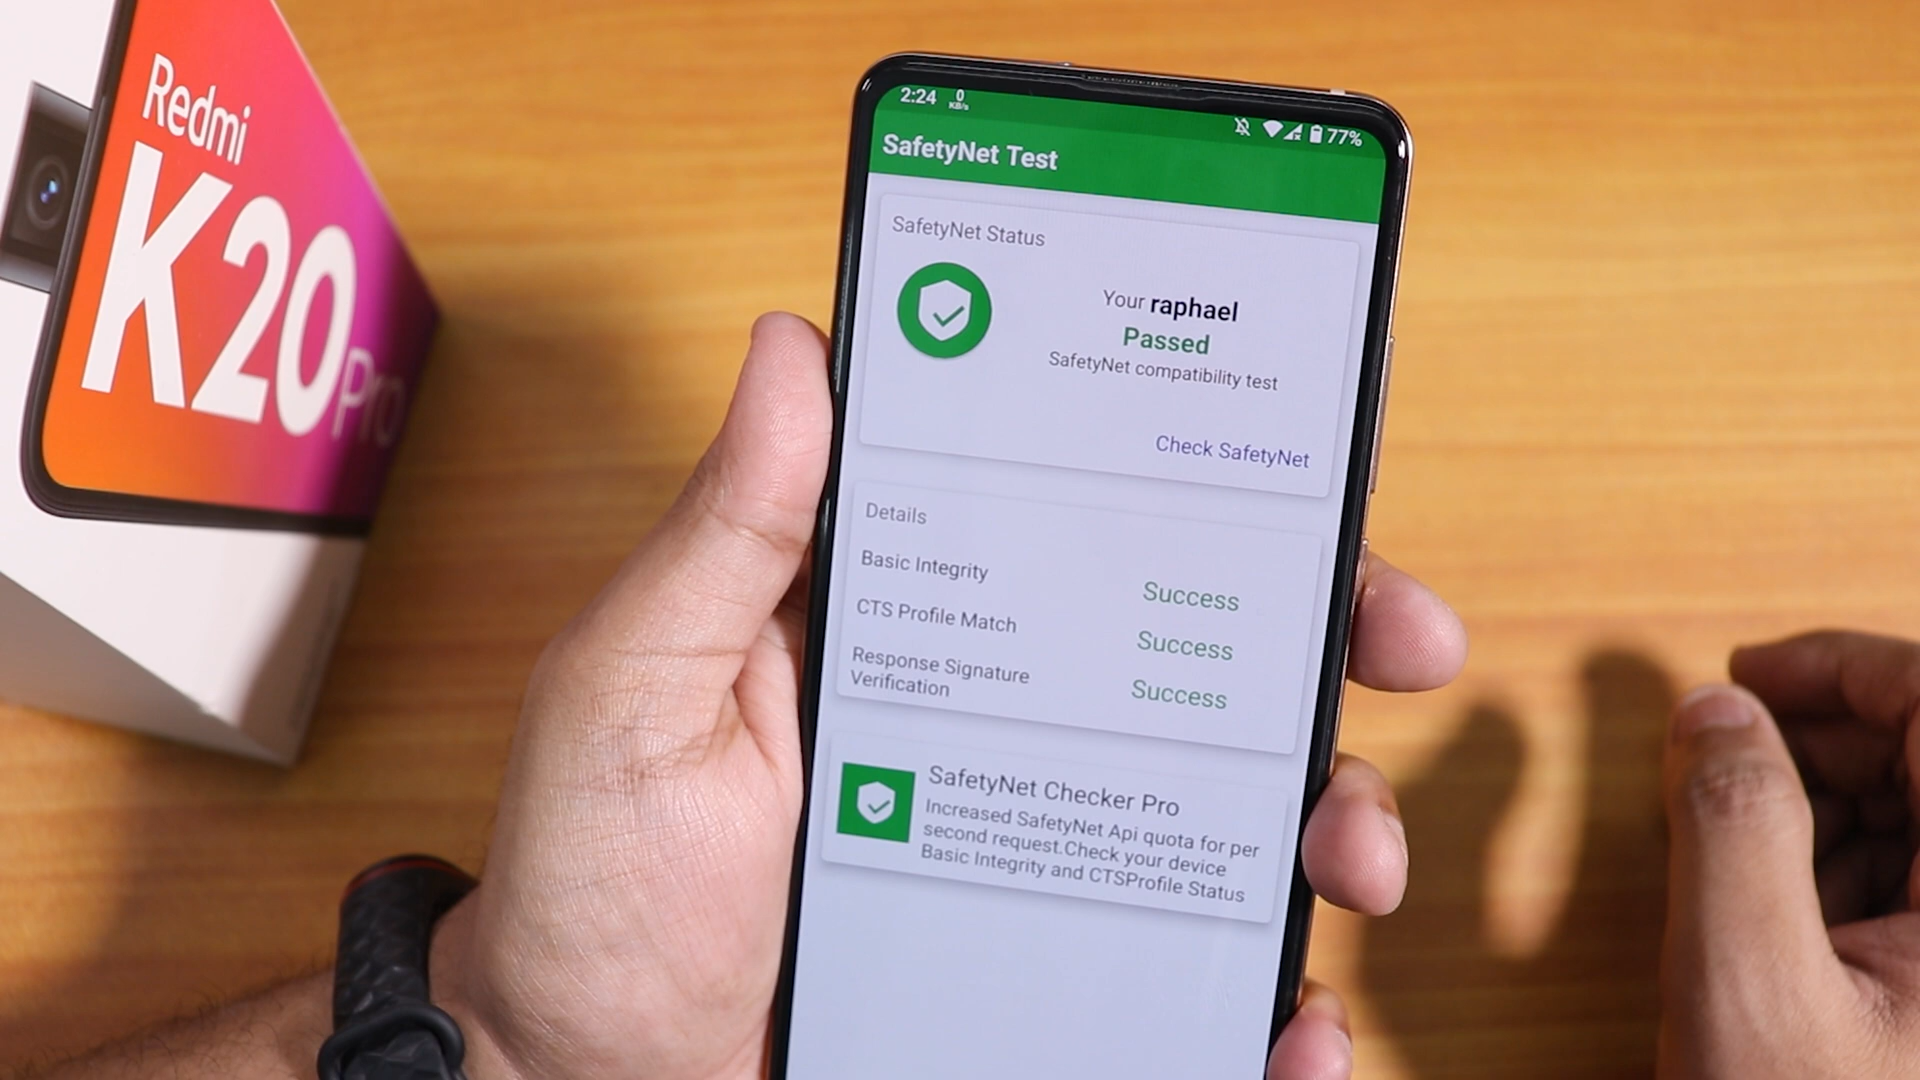 Redmi
K20
Pro
2:24
0
KB/s
77%
SafetyNet Test
SafetyNet Status
Your raphael
Passed
SafetyNet compatibility test
Check SafetyNet
Details
Basic Integrity
Success
CTS Profile Match
Success
Response Signature
Verification
Success
SafetyNet Checker Pro
Increased SafetyNet Api quota for per
second request.Check your device
Basic Integrity and CTSProfile Status